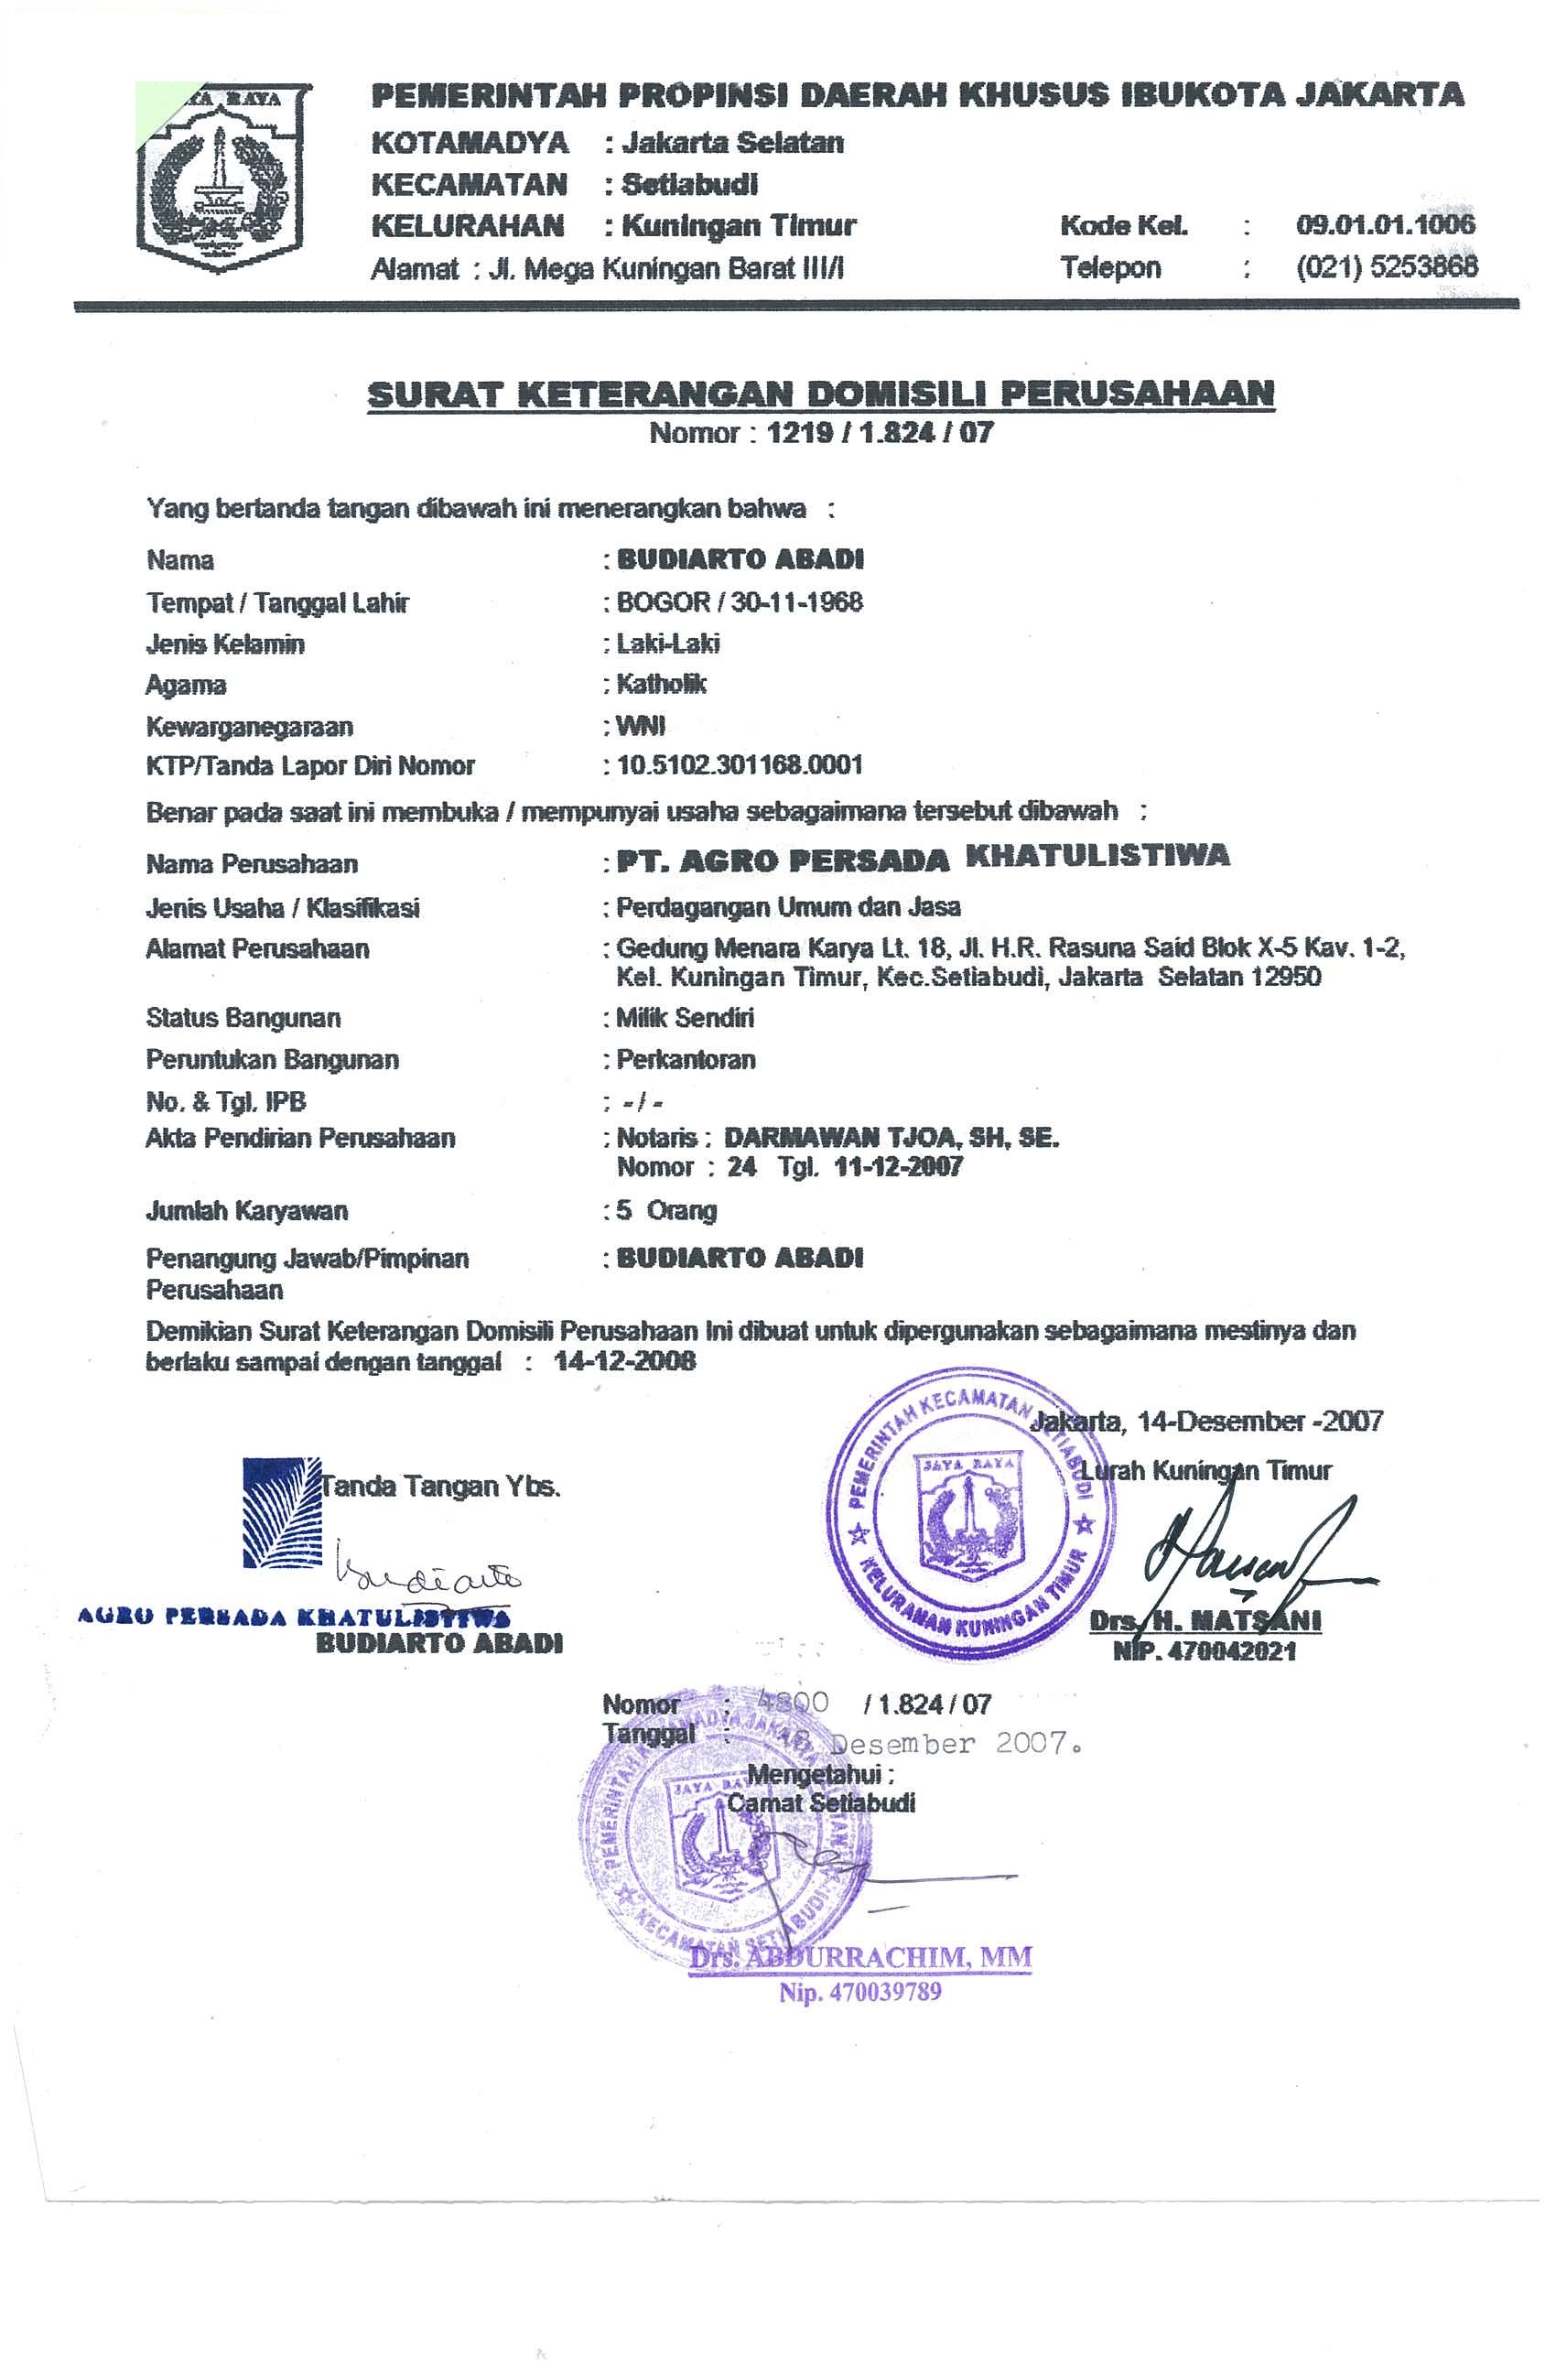 JAYA RAYA
PEMERINTAH PROPINSI DAERAH KHUSUS IBUKOTA JAKARTA
KOTAMADYA : Jakarta Selatan
KECAMATAN : Setiabudi
KELURAHAN : Kuningan Timur Kode Kel. : 09.01.01.1006
Alamat : Jl. Mega Kuningan Barat III/I Telepon : (021) 5253868
SURAT KETERANGAN DOMISILI PERUSAHAAN
Nomor : 1219 / 1.824 / 07
Yang bertanda tangan dibawah ini menerangkan bahwa :
Nama : BUDIARTO ABADI
Tempat / Tanggal Lahir : BOGOR / 30-11-1968
Jenis Kelamin : Laki-Laki
Agama : Katholik
Kewarganegaraan : WNI
KTP/Tanda Lapor Diri Nomor : 10.5102.301168.0001
Benar pada saat ini membuka / mempunyai usaha sebagaimana tersebut dibawah :
Nama Perusahaan : PT. AGRO PERSADA KHATULISTIWA
Jenis Usaha / Klasifikasi : Perdagangan Umum dan Jasa
Alamat Perusahaan : Gedung Menara Karya Lt. 18, Jl. H.R. Rasuna Said Blok X-5 Kav. 1-2,
Kel. Kuningan Timur, Kec.Setiabudi, Jakarta Selatan 12950
Status Bangunan : Milik Sendiri
Peruntukan Bangunan : Perkantoran
No. & Tgl. IPB : - / -
Akta Pendirian Perusahaan : Notaris : DARMAWAN TJOA, SH, SE.
Nomor : 24 Tgl. 11-12-2007
Jumlah Karyawan : 5 Orang
Penangung Jawab/Pimpinan : BUDIARTO ABADI
Perusahaan
Demikian Surat Keterangan Domisili Perusahaan Ini dibuat untuk dipergunakan sebagaimana mestinya dan
berlaku sampai dengan tanggal : 14-12-2008
Jakarta, 14-Desember -2007
Lurah Kuningan Timur
PEMERINTAH KECAMATAN SETIABUDI
JAYA RAYA
KELURAHAN KUNINGAN TIMUR
Tanda Tangan Ybs.
Budiarto
AGRO PERSADA KHATULISTIWA
BUDIARTO ABADI
Drs. H. MATSANI
NIP. 470042021
Nomor : 4800 / 1.824 / 07
Tanggal : 18 Desember 2007.
Mengetahui :
Camat Setiabudi
PEMERINTAH KOTAMADYA JAKARTA SELATAN
JAYA RAYA
KECAMATAN SETIABUDI
Drs. ABDURRACHIM, MM
Nip. 470039789